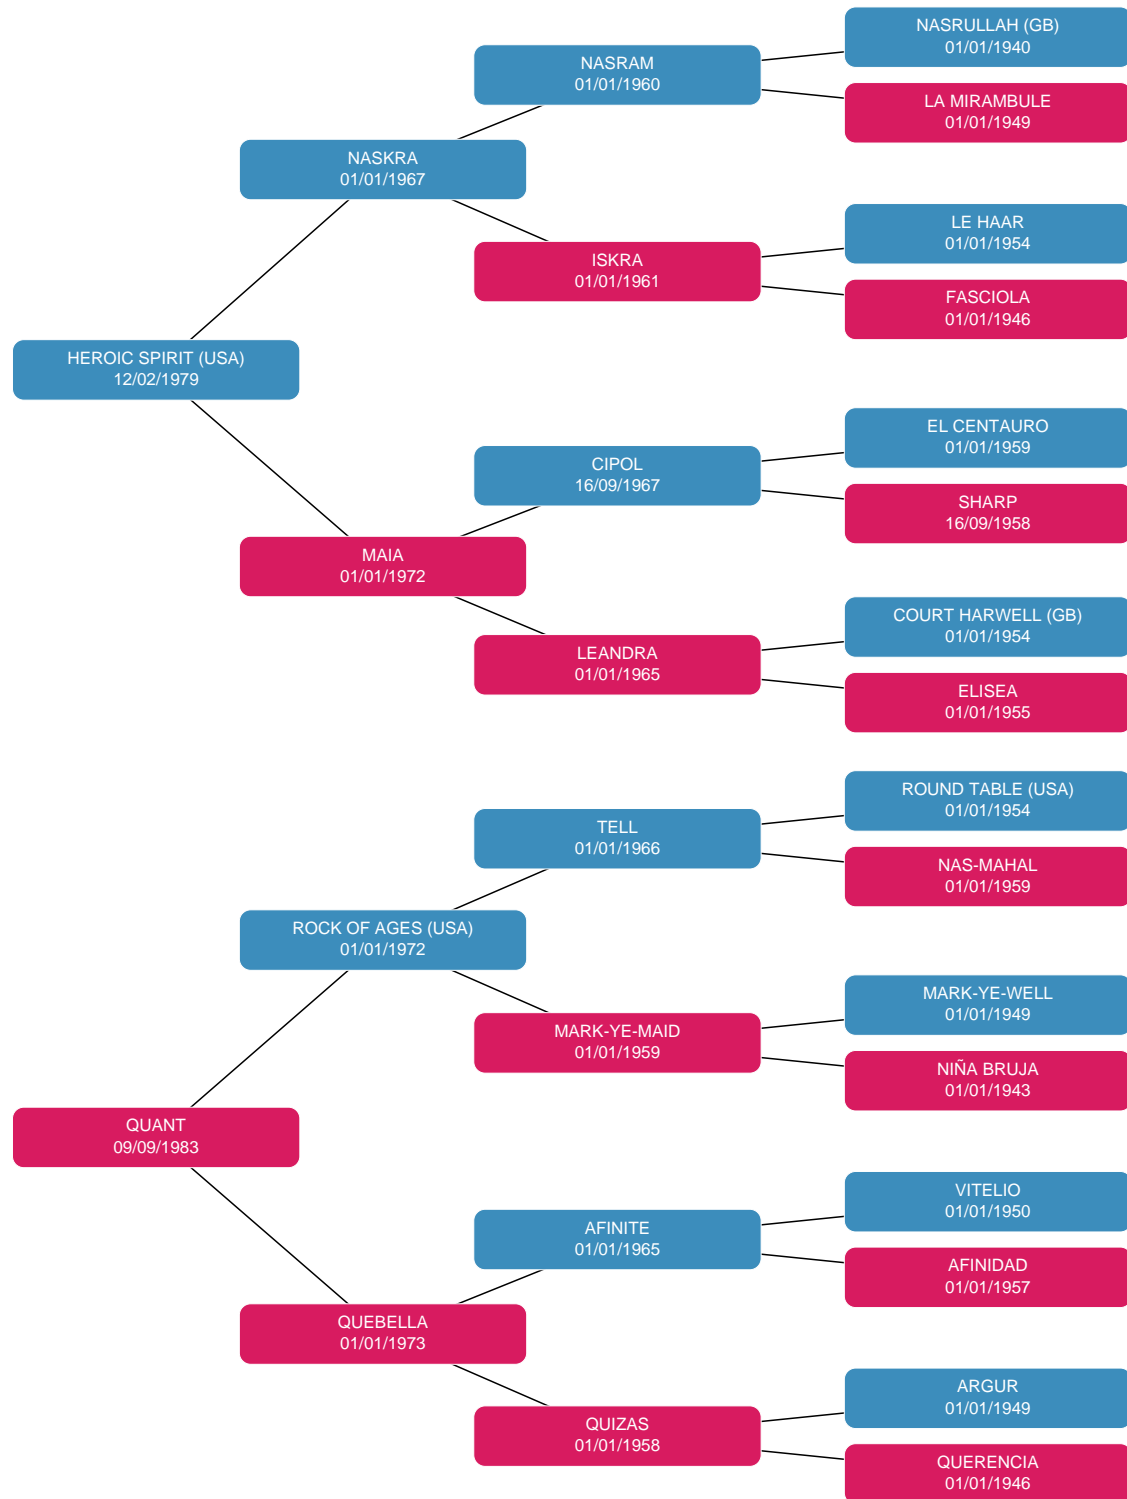 NASRULLAH (GB)
01/01/1940
NASRAM
01/01/1960
LA MIRAMBULE
01/01/1949
NASKRA
01/01/1967
LE HAAR
01/01/1954
ISKRA
01/01/1961
FASCIOLA
01/01/1946
HEROIC SPIRIT (USA)
12/02/1979
EL CENTAURO
01/01/1959
CIPOL
16/09/1967
SHARP
16/09/1958
MAIA
01/01/1972
COURT HARWELL (GB)
01/01/1954
LEANDRA
01/01/1965
ELISEA
01/01/1955
ROUND TABLE (USA)
01/01/1954
TELL
01/01/1966
NAS-MAHAL
01/01/1959
ROCK OF AGES (USA)
01/01/1972
MARK-YE-WELL
01/01/1949
MARK-YE-MAID
01/01/1959
NIÑA BRUJA
01/01/1943
QUANT
09/09/1983
VITELIO
01/01/1950
AFINITE
01/01/1965
AFINIDAD
01/01/1957
QUEBELLA
01/01/1973
ARGUR
01/01/1949
QUIZAS
01/01/1958
QUERENCIA
01/01/1946